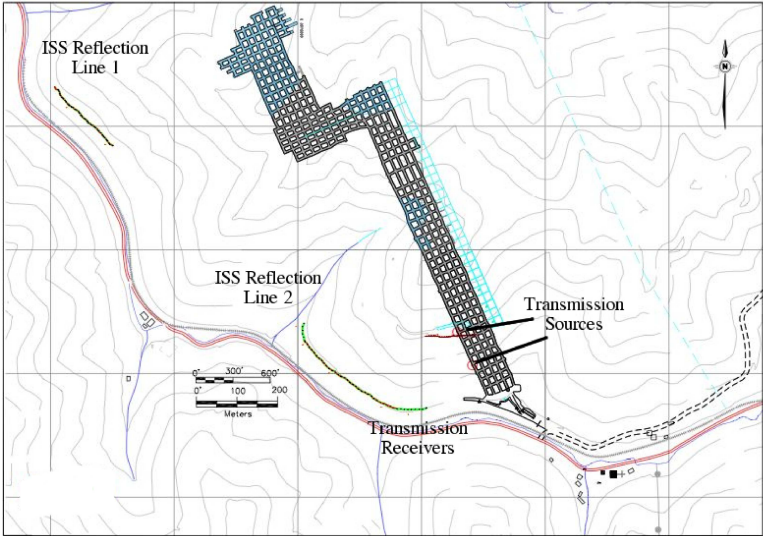 ISS Reflection
Line 1
N
ISS Reflection
Line 2
Transmission
Sources
0' 300' 600'
0' 100 200
Meters
Transmission
Receivers